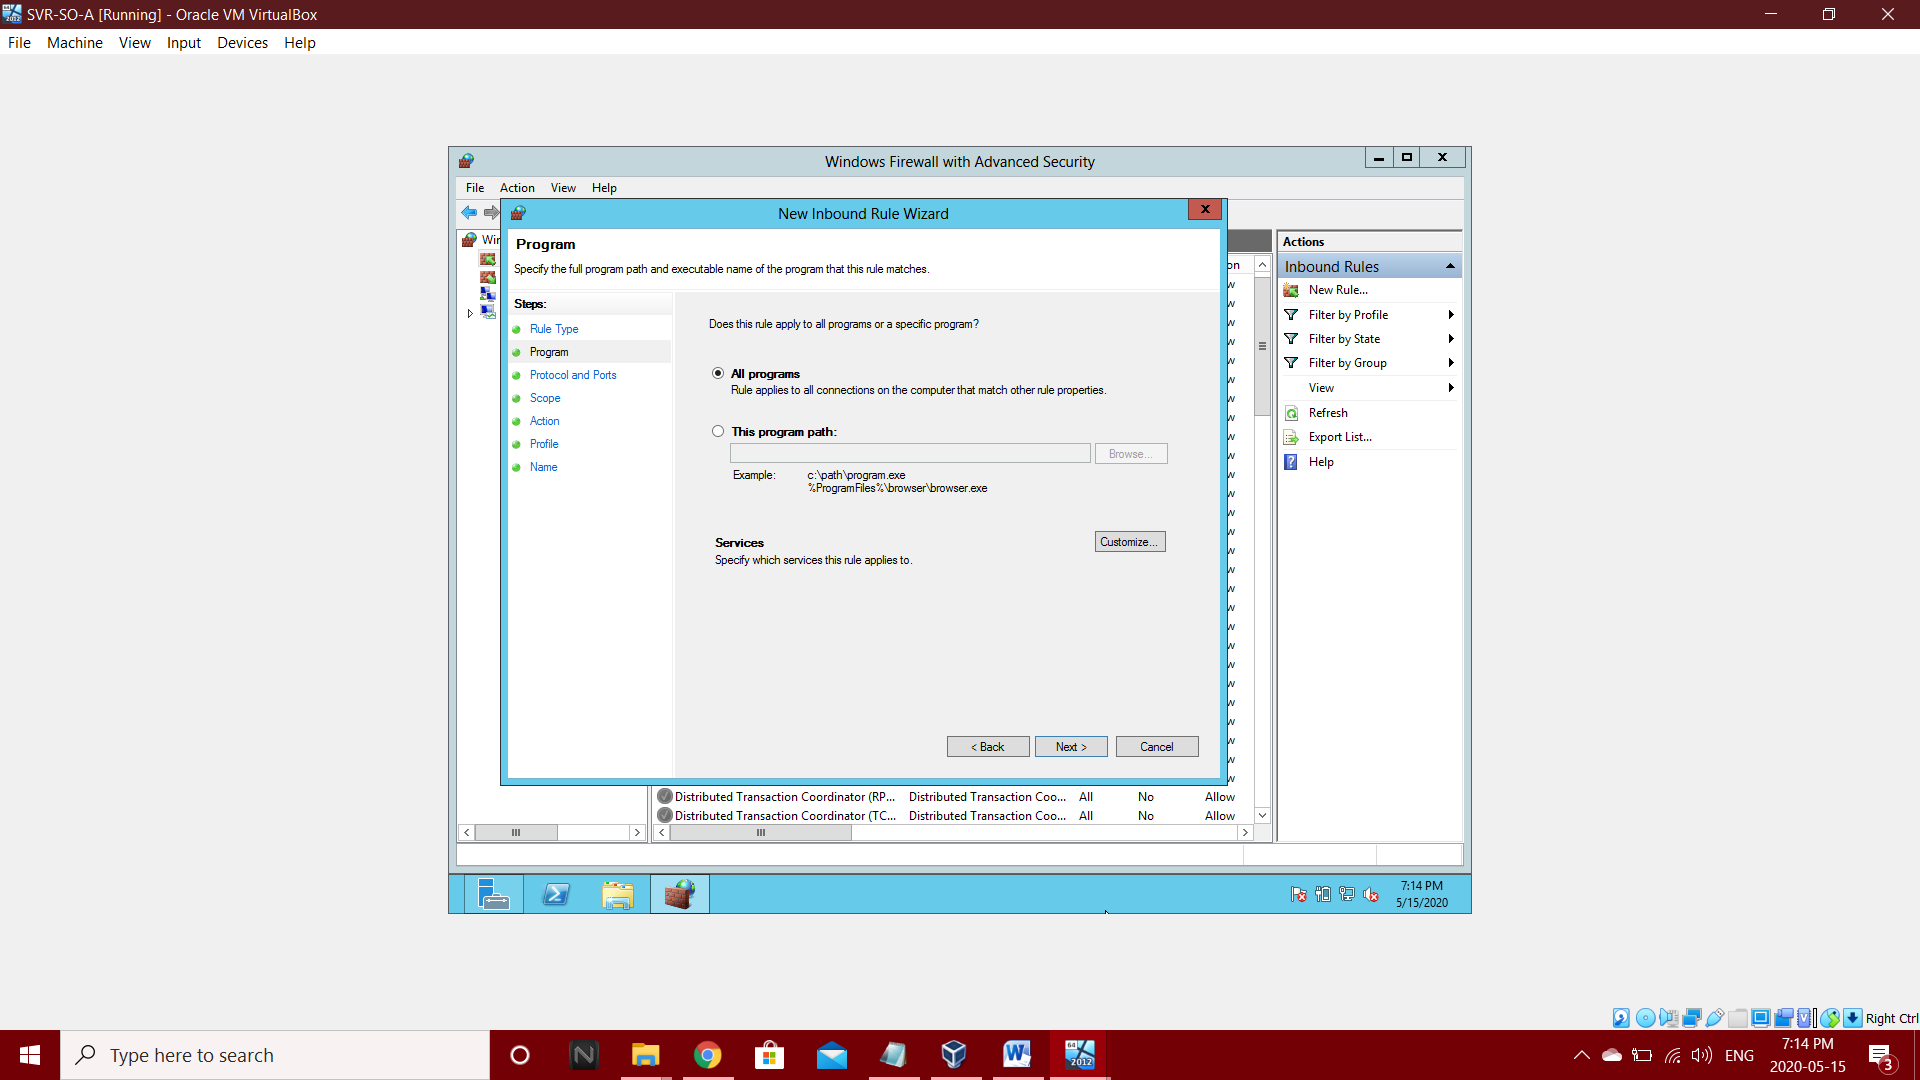 SVR-SO-A [Running] - Oracle VM VirtualBox
File Machine View Input Devices Help
Windows Firewall with Advanced Security
File Action View Help
New Inbound Rule Wizard
Program
Specify the full program path and executable name of the program that this rule matches.
Steps:
Rule Type
Program
Protocol and Ports
Scope
Action
Profile
Name
Does this rule apply to all programs or a specific program?
All programs
Rule applies to all connections on the computer that match other rule properties.
This program path:
Browse...
Example:
c:\path\program.exe
%ProgramFiles%\browser\browser.exe
Services
Specify which services this rule applies to.
Customize...
< Back
Next >
Cancel
Actions
Inbound Rules
New Rule...
Filter by Profile
Filter by State
Filter by Group
View
Refresh
Export List...
Help
Distributed Transaction Coordinator (RP... Distributed Transaction Coo... All No Allow
Distributed Transaction Coordinator (TC... Distributed Transaction Coo... All No Allow
7:14 PM
5/15/2020
Right Ctrl
Type here to search
2012
ENG
7:14 PM
2020-05-15
3